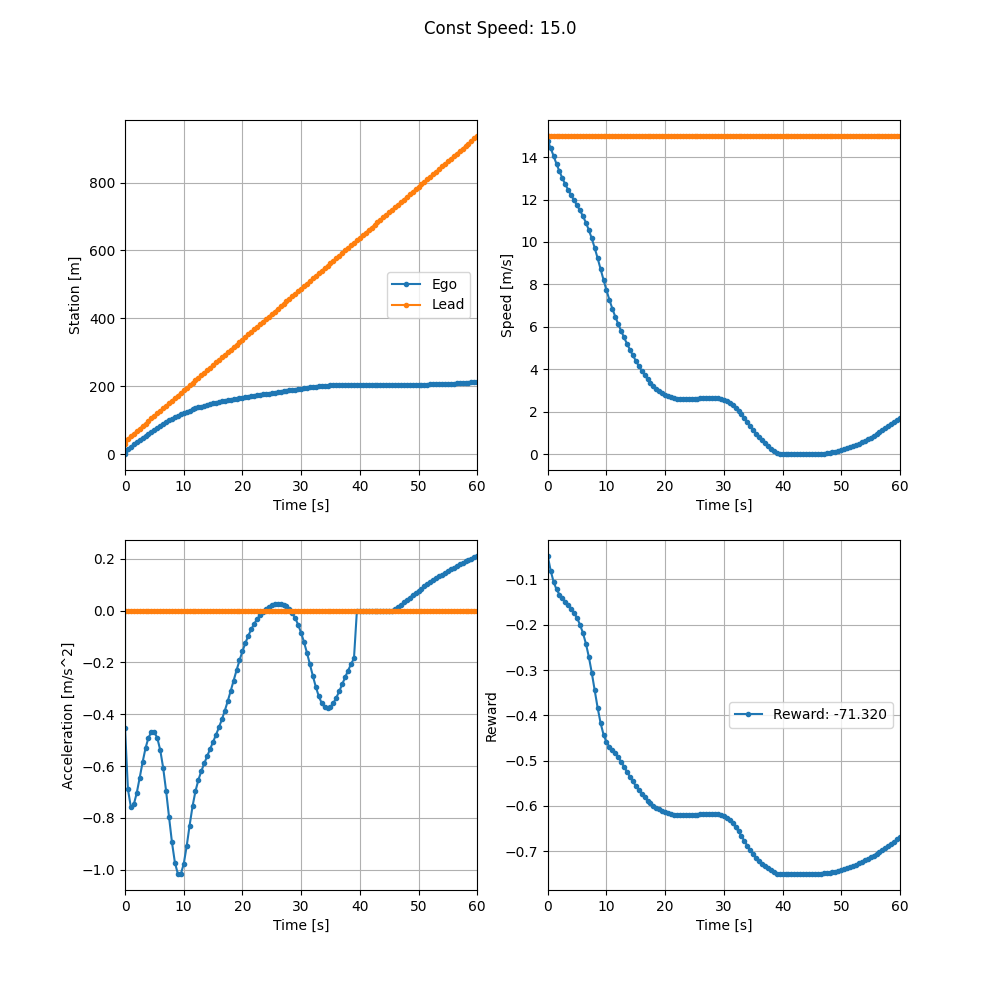 Const Speed: 15.0
800
600
400
200
0
Station [m]
Ego
Lead
0 10 20 30 40 50 60
Time [s]
14
12
10
8
6
4
2
0
Speed [m/s]
0 10 20 30 40 50 60
Time [s]
0.2
0.0
−0.2
−0.4
−0.6
−0.8
−1.0
Acceleration [m/s^2]
0 10 20 30 40 50 60
Time [s]
−0.1
−0.2
−0.3
−0.4
−0.5
−0.6
−0.7
Reward
Reward: -71.320
0 10 20 30 40 50 60
Time [s]